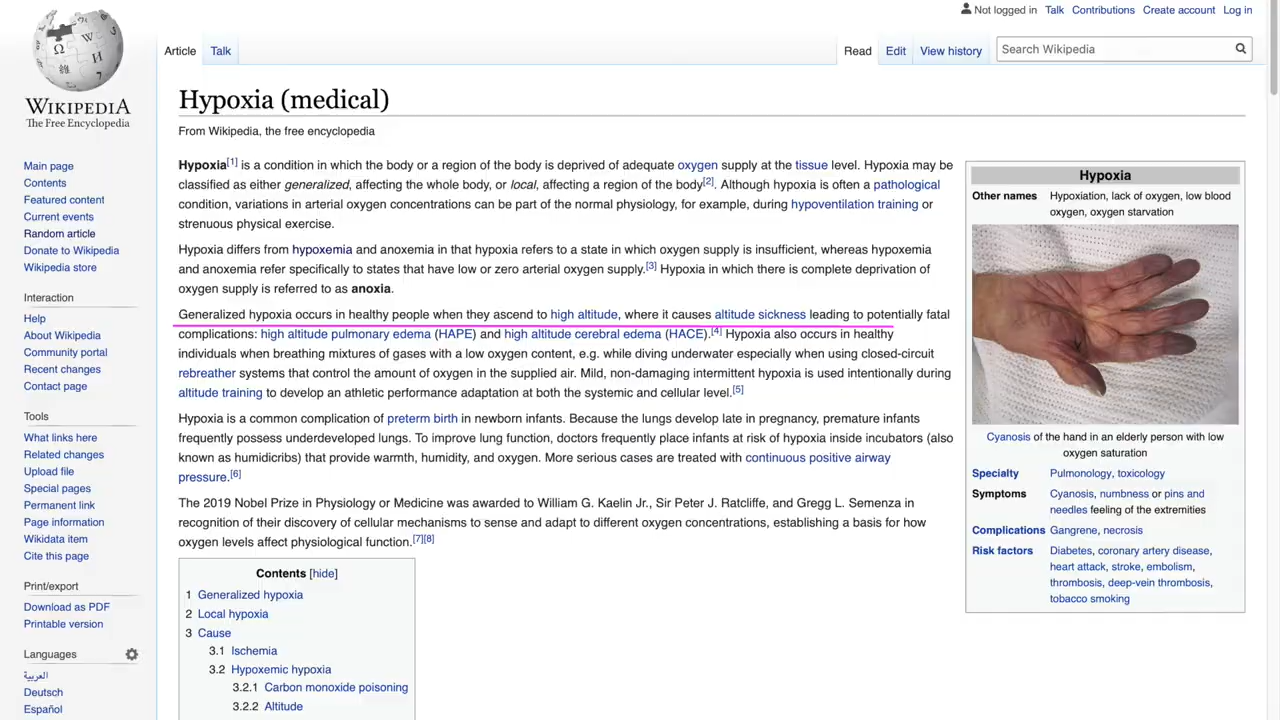 Not logged in Talk Contributions Create account Log in
Article Talk Read Edit View history Search Wikipedia
WIKIPEDIA
The Free Encyclopedia
Main page
Contents
Featured content
Current events
Random article
Donate to Wikipedia
Wikipedia store
Interaction
Help
About Wikipedia
Community portal
Recent changes
Contact page
Tools
What links here
Related changes
Upload file
Special pages
Permanent link
Page information
Wikidata item
Cite this page
Print/export
Download as PDF
Printable version
Languages
العربية
Deutsch
Español
Hypoxia (medical)
From Wikipedia, the free encyclopedia
Hypoxia[1] is a condition in which the body or a region of the body is deprived of adequate oxygen supply at the tissue level. Hypoxia may be
classified as either generalized, affecting the whole body, or local, affecting a region of the body[2]. Although hypoxia is often a pathological
condition, variations in arterial oxygen concentrations can be part of the normal physiology, for example, during hypoventilation training or
strenuous physical exercise.
Hypoxia differs from hypoxemia and anoxemia in that hypoxia refers to a state in which oxygen supply is insufficient, whereas hypoxemia
and anoxemia refer specifically to states that have low or zero arterial oxygen supply.[3] Hypoxia in which there is complete deprivation of
oxygen supply is referred to as anoxia.
Generalized hypoxia occurs in healthy people when they ascend to high altitude, where it causes altitude sickness leading to potentially fatal
complications: high altitude pulmonary edema (HAPE) and high altitude cerebral edema (HACE).[4] Hypoxia also occurs in healthy
individuals when breathing mixtures of gases with a low oxygen content, e.g. while diving underwater especially when using closed-circuit
rebreather systems that control the amount of oxygen in the supplied air. Mild, non-damaging intermittent hypoxia is used intentionally during
altitude training to develop an athletic performance adaptation at both the systemic and cellular level.[5]
Hypoxia is a common complication of preterm birth in newborn infants. Because the lungs develop late in pregnancy, premature infants
frequently possess underdeveloped lungs. To improve lung function, doctors frequently place infants at risk of hypoxia inside incubators (also
known as humidicribs) that provide warmth, humidity, and oxygen. More serious cases are treated with continuous positive airway
pressure.[6]
The 2019 Nobel Prize in Physiology or Medicine was awarded to William G. Kaelin Jr., Sir Peter J. Ratcliffe, and Gregg L. Semenza in
recognition of their discovery of cellular mechanisms to sense and adapt to different oxygen concentrations, establishing a basis for how
oxygen levels affect physiological function.[7][8]
Contents [hide]
1 Generalized hypoxia
2 Local hypoxia
3 Cause
3.1 Ischemia
3.2 Hypoxemic hypoxia
3.2.1 Carbon monoxide poisoning
3.2.2 Altitude
Hypoxia
Other names Hypoxiation, lack of oxygen, low blood
oxygen, oxygen starvation
Cyanosis of the hand in an elderly person with low
oxygen saturation
Specialty Pulmonology, toxicology
Symptoms Cyanosis, numbness or pins and
needles feeling of the extremities
Complications Gangrene, necrosis
Risk factors Diabetes, coronary artery disease,
heart attack, stroke, embolism,
thrombosis, deep-vein thrombosis,
tobacco smoking